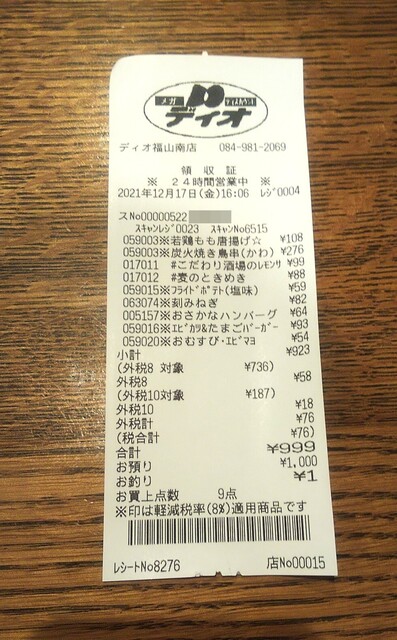 メガ ディスカウント
ディオ
ディオ福山南店 084-981-2069
領 収 証
※ 24時間営業中 ※
2021年12月17日(金)16:06 ﾚｼﾞ0004
スNo00000522
ｽｷｬﾝﾚｼﾞ0023 ｽｷｬﾝNo6515
059003※若鶏もも唐揚げ☆ ¥108
059003※炭火焼き鳥串(かわ) ¥276
017011 #こだわり酒場のﾚﾓﾝｻ ¥99
017012 #麦のときめき ¥88
059015※ﾌﾗｲﾄﾞﾎﾟﾃﾄ(塩味) ¥59
063074※刻みねぎ ¥82
005157※おさかなハンバーグ ¥64
059016※ｴﾋﾞｶﾂ&たまごﾊﾞｰｶﾞｰ ¥93
059020※おむすび・ｴﾋﾞﾏﾖ ¥54
小計 ¥923
(外税8 対象 ¥736)
外税8 ¥58
(外税10対象 ¥187)
外税10 ¥18
外税計 ¥76
(税合計 ¥76)
合計 ¥999
お預り ¥1,000
お釣り ¥1
お買上点数 9点
※印は軽減税率(8%)適用商品です
ﾚｼｰﾄNo8276 店No00015